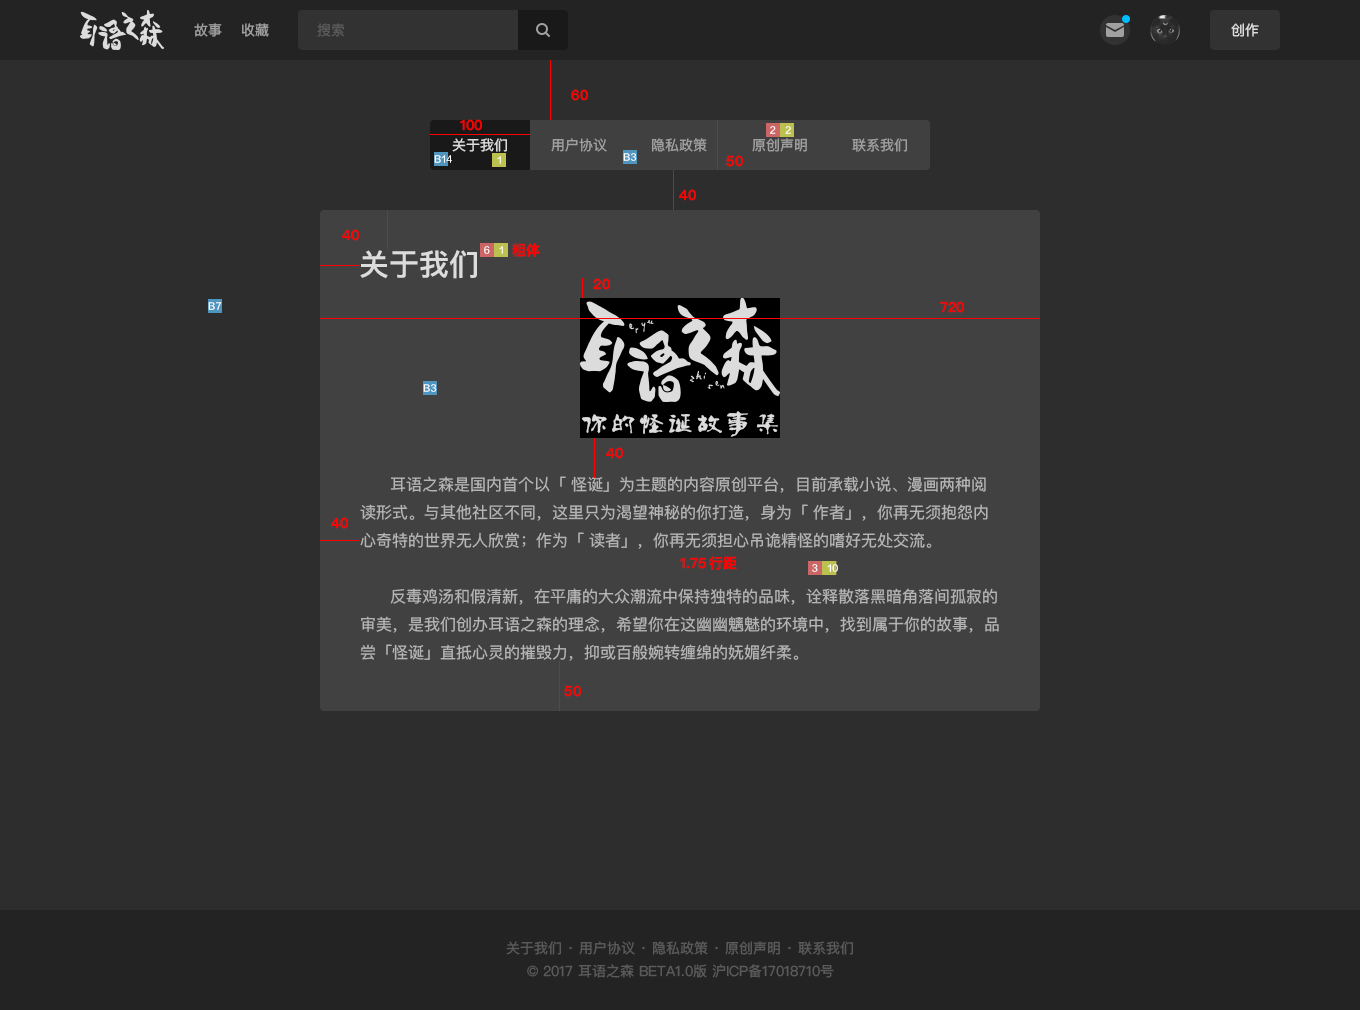 耳语之森 故事 收藏 搜索 创作
60
100
关于我们 用户协议 隐私政策 原创声明 联系我们
2 2
B14 1 B3 50
40
40
关于我们 6 1 粗体
20
B7
720
耳语之森
er yu
zhi sen
B3
你的怪诞故事集
40
耳语之森是国内首个以「 怪诞」为主题的内容原创平台，目前承载小说、漫画两种阅
读形式。与其他社区不同，这里只为渴望神秘的你打造，身为「 作者」，你再无须抱怨内
40
心奇特的世界无人欣赏；作为「 读者」，你再无须担心吊诡精怪的嗜好无处交流。
1.75 行距
3 10
反毒鸡汤和假清新，在平庸的大众潮流中保持独特的品味，诠释散落黑暗角落间孤寂的
审美，是我们创办耳语之森的理念，希望你在这幽幽魑魅的环境中，找到属于你的故事，品
尝「怪诞」直抵心灵的摧毁力，抑或百般婉转缠绵的妩媚纤柔。
50
关于我们 · 用户协议 · 隐私政策 · 原创声明 · 联系我们
© 2017 耳语之森 BETA1.0版 沪ICP备17018710号